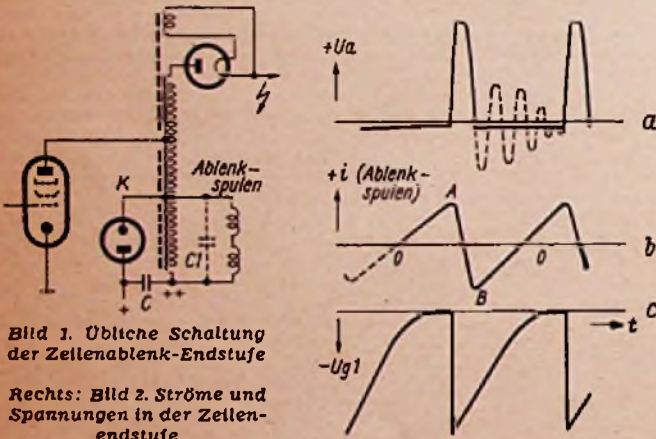 K
Ablenk-
spulen
C1
C
+
++
Bild 1. Übliche Schaltung
der Zeilenablenk-Endstufe
Rechts: Bild 2. Ströme und
Spannungen in der Zeilen-
endstufe
+Ua
a
+i (Ablenk-
spulen)
A
0
0
b
B
c
t
-Ug1